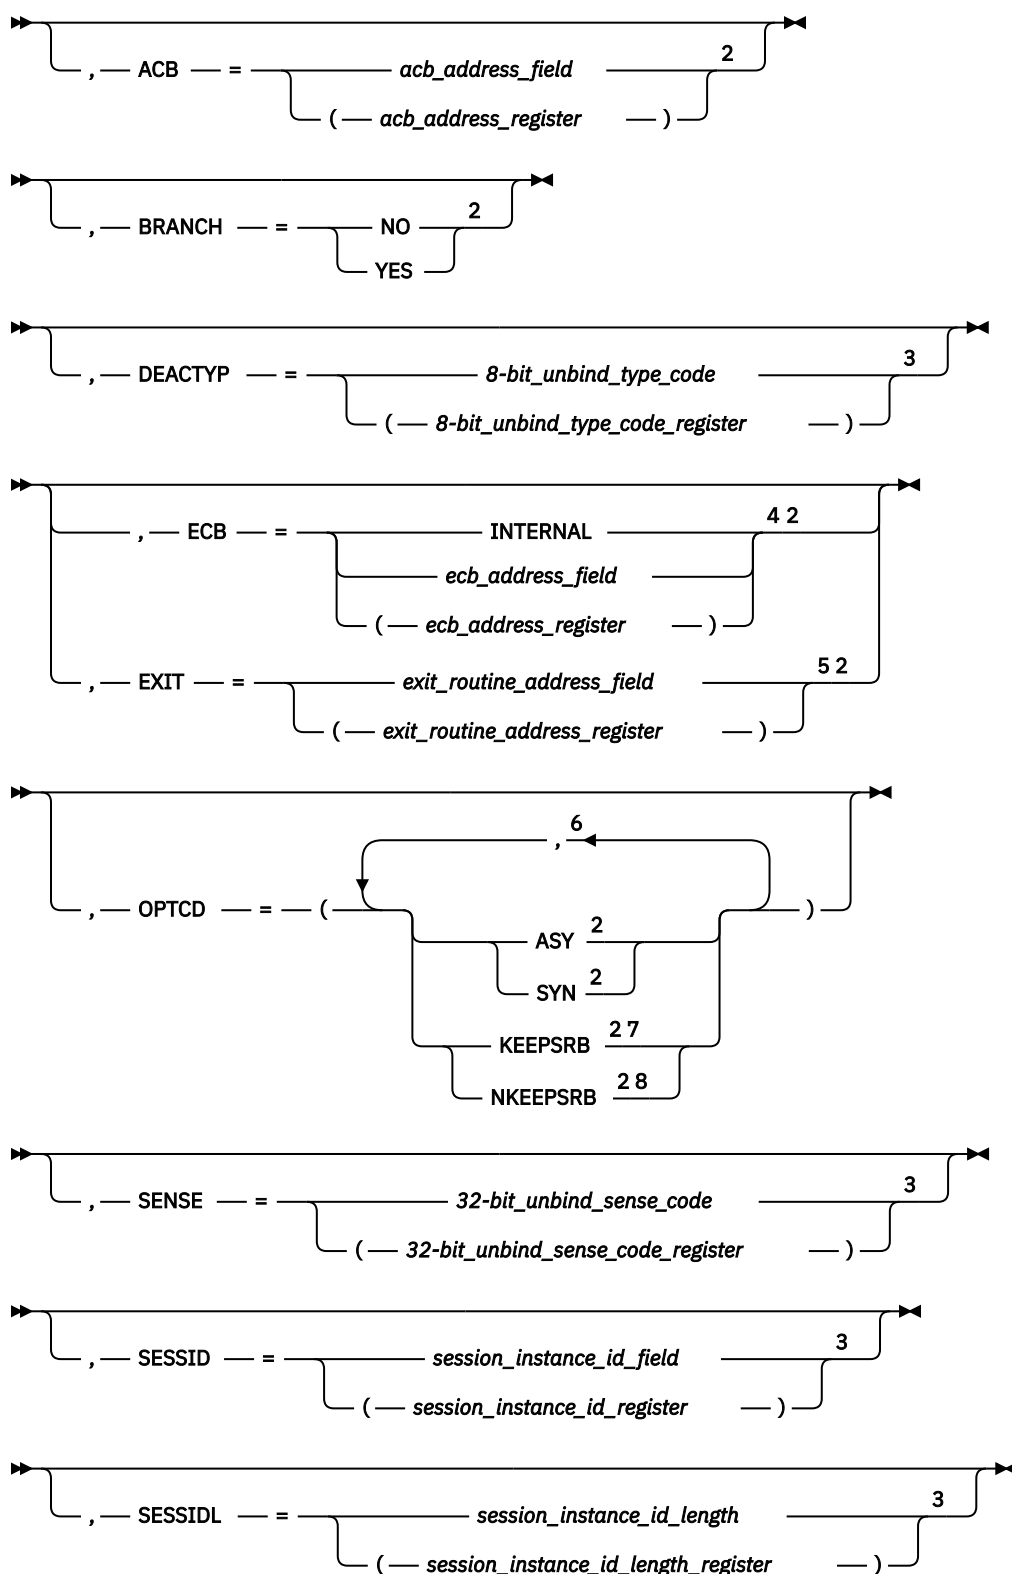 , ACB = acb_address_field 2
( acb_address_register )
, BRANCH = NO 2
YES
, DEACTYP = 8-bit_unbind_type_code 3
( 8-bit_unbind_type_code_register )
, ECB = INTERNAL 4 2
ecb_address_field
( ecb_address_register )
, EXIT = exit_routine_address_field 5 2
( exit_routine_address_register )
, 6
, OPTCD = ( )
ASY 2
SYN 2
KEEPSRB 2 7
NKEEPSRB 2 8
, SENSE = 32-bit_unbind_sense_code 3
( 32-bit_unbind_sense_code_register )
, SESSID = session_instance_id_field 3
( session_instance_id_register )
, SESSIDL = session_instance_id_length 3
( session_instance_id_length_register )